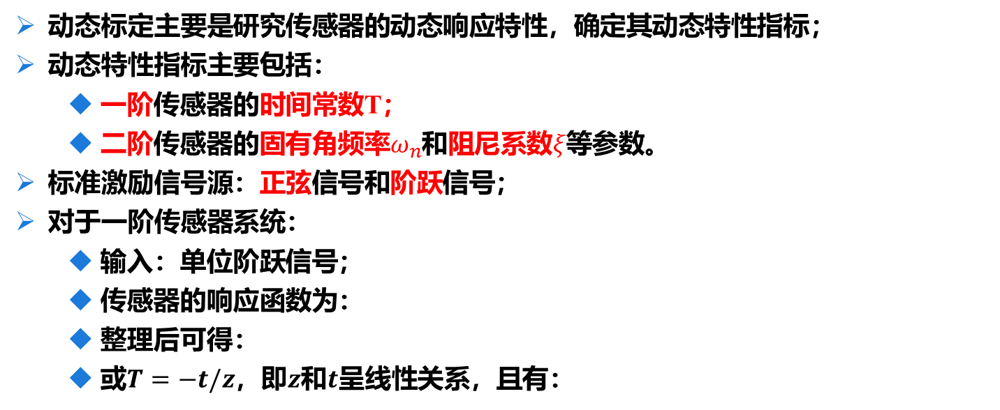 动态标定主要是研究传感器的动态响应特性，确定其动态特性指标；
动态特性指标主要包括：
一阶传感器的时间常数T；
二阶传感器的固有角频率ωₙ和阻尼系数ξ等参数。
标准激励信号源：正弦信号和阶跃信号；
对于一阶传感器系统：
输入：单位阶跃信号；
传感器的响应函数为：
整理后可得：
或T = −t/z，即z和t呈线性关系，且有：